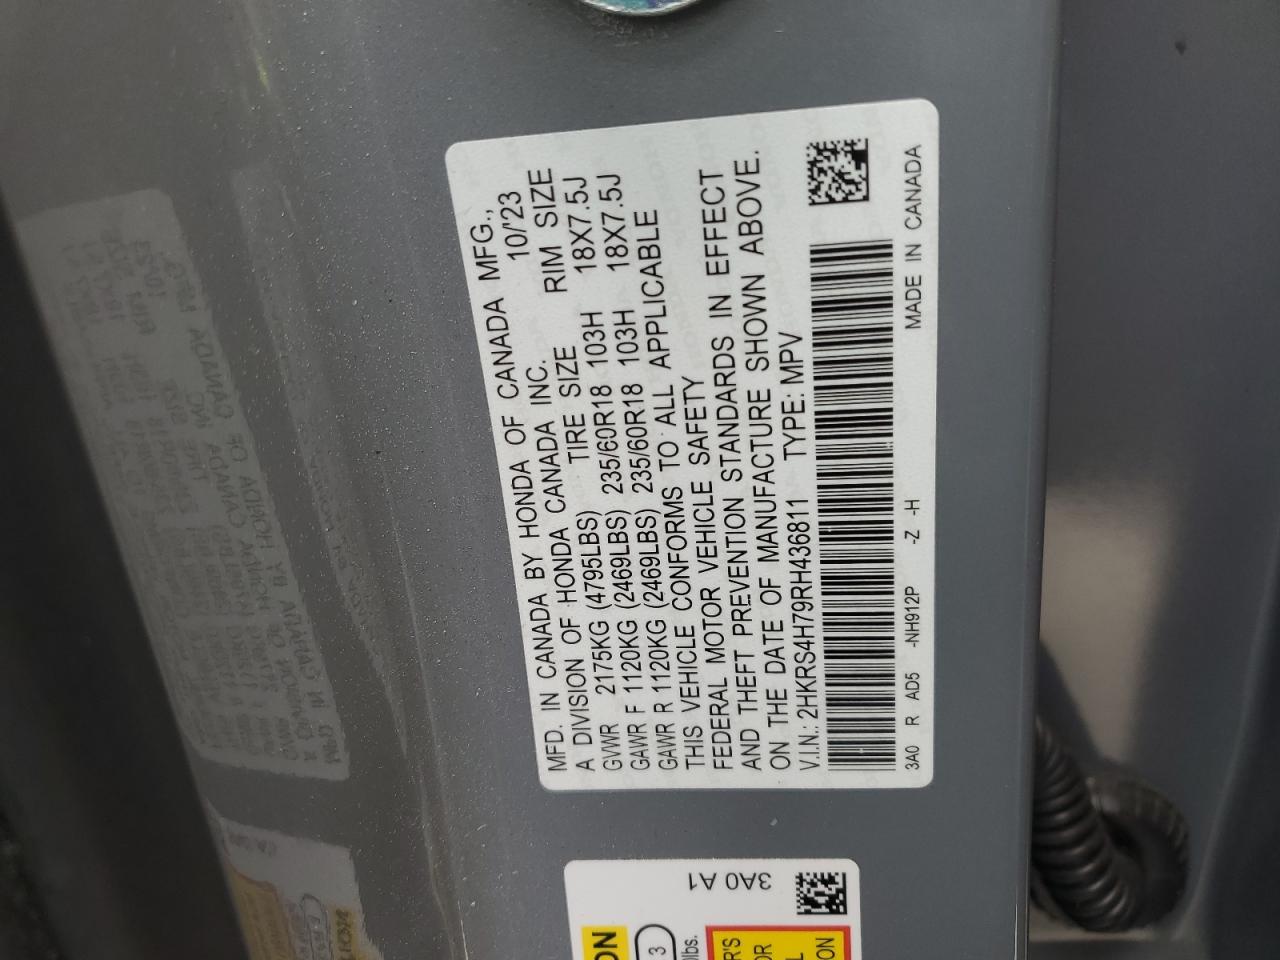 MFD. IN CANADA BY HONDA OF CANADA MFG.,
A DIVISION OF HONDA CANADA INC. 10/'23
GVWR 2175KG (4795LBS) TIRE SIZE RIM SIZE
GAWR F 1120KG (2469LBS) 235/60R18 103H 18X7.5J
GAWR R 1120KG (2469LBS) 235/60R18 103H 18X7.5J
THIS VEHICLE CONFORMS TO ALL APPLICABLE
FEDERAL MOTOR VEHICLE SAFETY
AND THEFT PREVENTION STANDARDS IN EFFECT
ON THE DATE OF MANUFACTURE SHOWN ABOVE.
V.I.N.: 2HKRS4H79RH436811 TYPE: MPV
3A0 R AD5 -NH912P -Z -H MADE IN CANADA
3A0 A1
3
lbs.